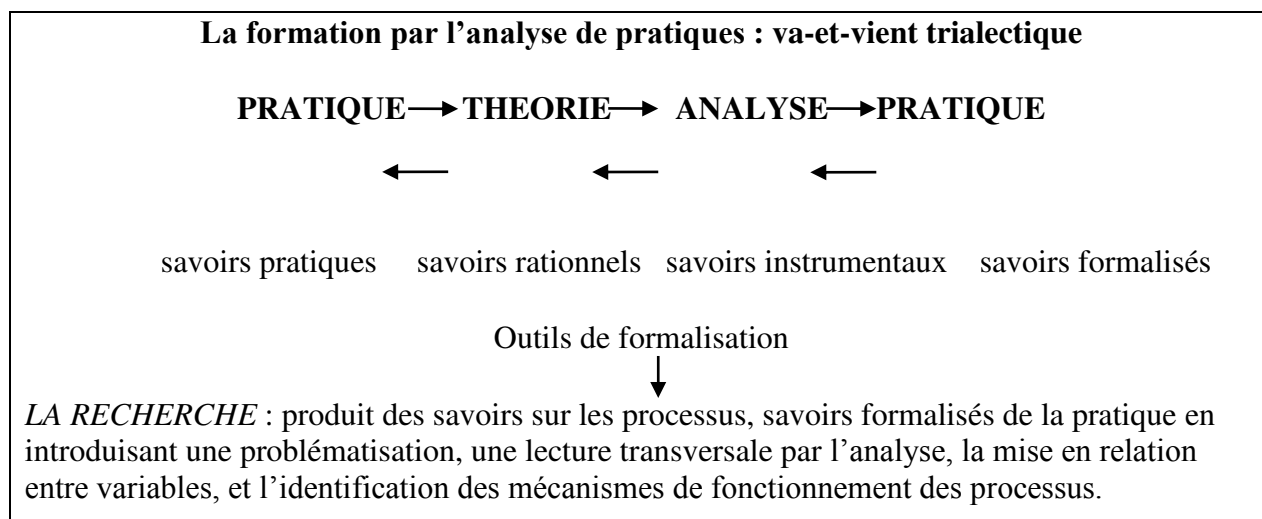 La formation par l’analyse de pratiques : va-et-vient trialectique
PRATIQUE THEORIE ANALYSE PRATIQUE
savoirs pratiques savoirs rationnels savoirs instrumentaux savoirs formalisés
Outils de formalisation
LA RECHERCHE : produit des savoirs sur les processus, savoirs formalisés de la pratique en
introduisant une problématisation, une lecture transversale par l’analyse, la mise en relation
entre variables, et l’identification des mécanismes de fonctionnement des processus.